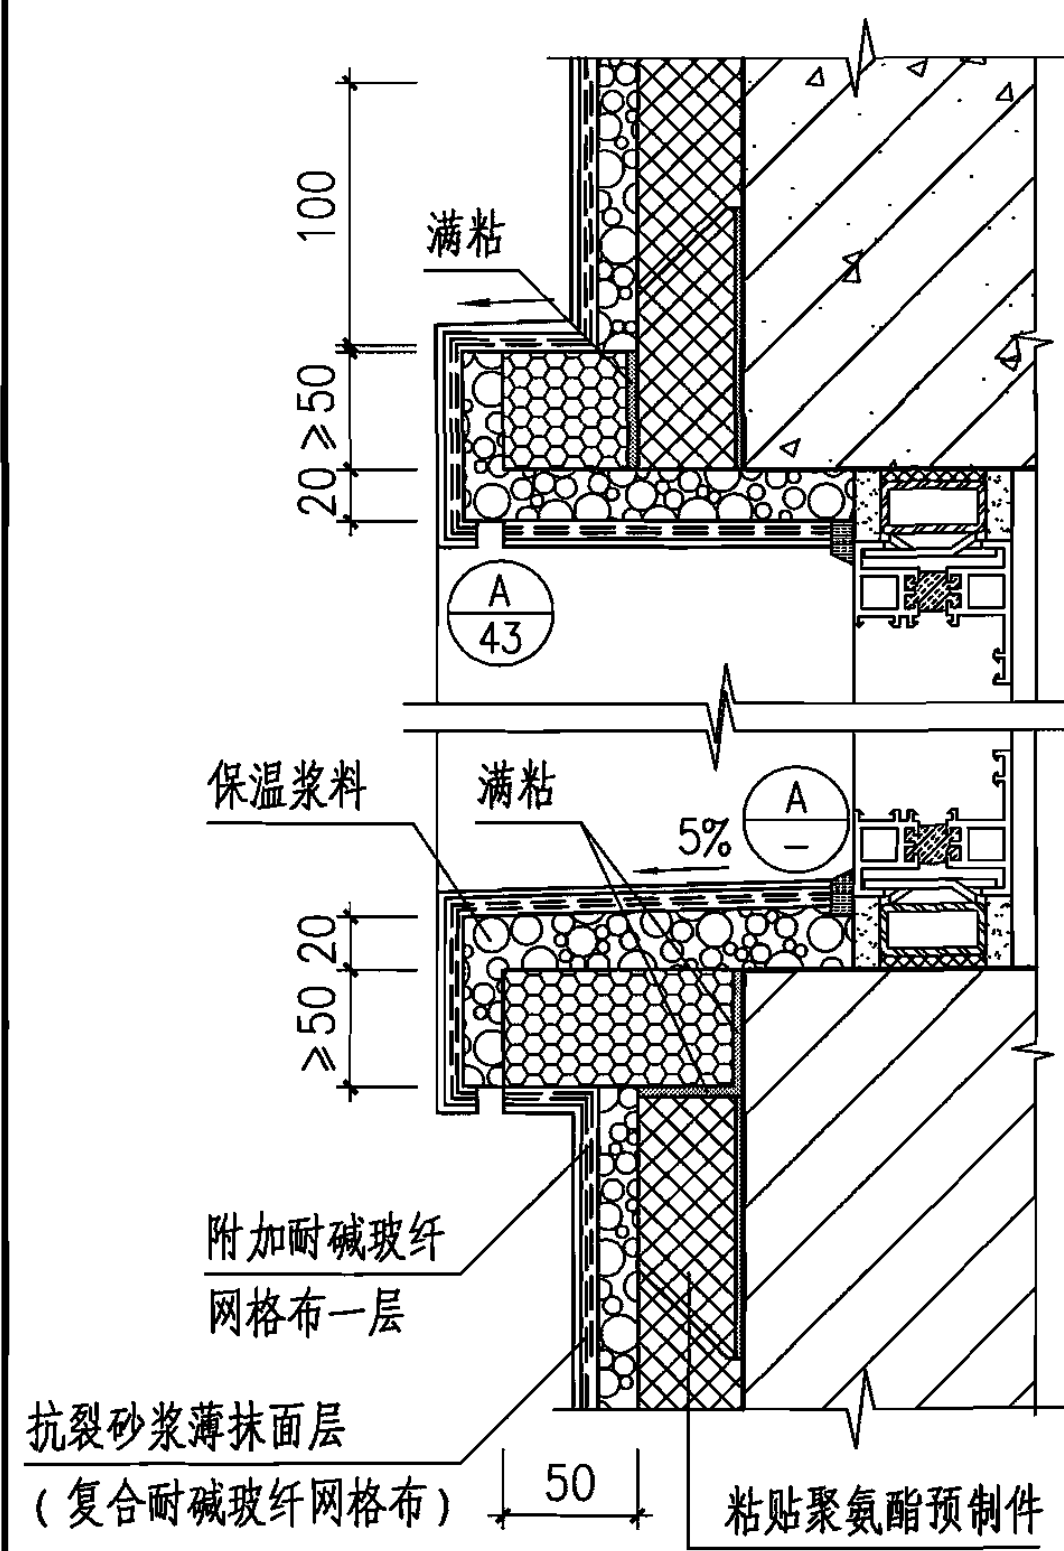 100
满粘
≥50
20
A
43
保温浆料
满粘
A
–
5%
20
≥50
附加耐碱玻纤
网格布一层
抗裂砂浆薄抹面层
（复合耐碱玻纤网格布）
50
粘贴聚氨酯预制件